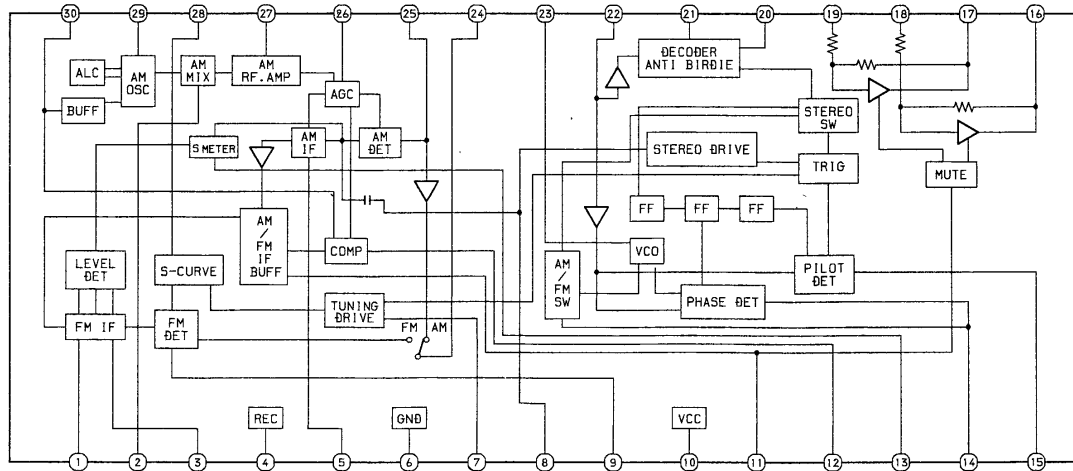 30 29 28 27 26 25 24 23 22 21 20 19 18 17 16
ALC
AM
OSC
BUFF
AM
MIX
AM
RF.AMP
AGC
S METER
AM
IF
AM
DET
DECODER
ANTI BIRDIE
STEREO
SW
STEREO DRIVE
TRIG
MUTE
AM
/
FM
IF
BUFF
COMP
FF
FF
FF
VCO
AM
/
FM
SW
PILOT
DET
PHASE DET
LEVEL
DET
S-CURVE
TUNING
DRIVE
FM IF
FM
DET
FM AM
REC
GND
VCC
1 2 3 4 5 6 7 8 9 10 11 12 13 14 15